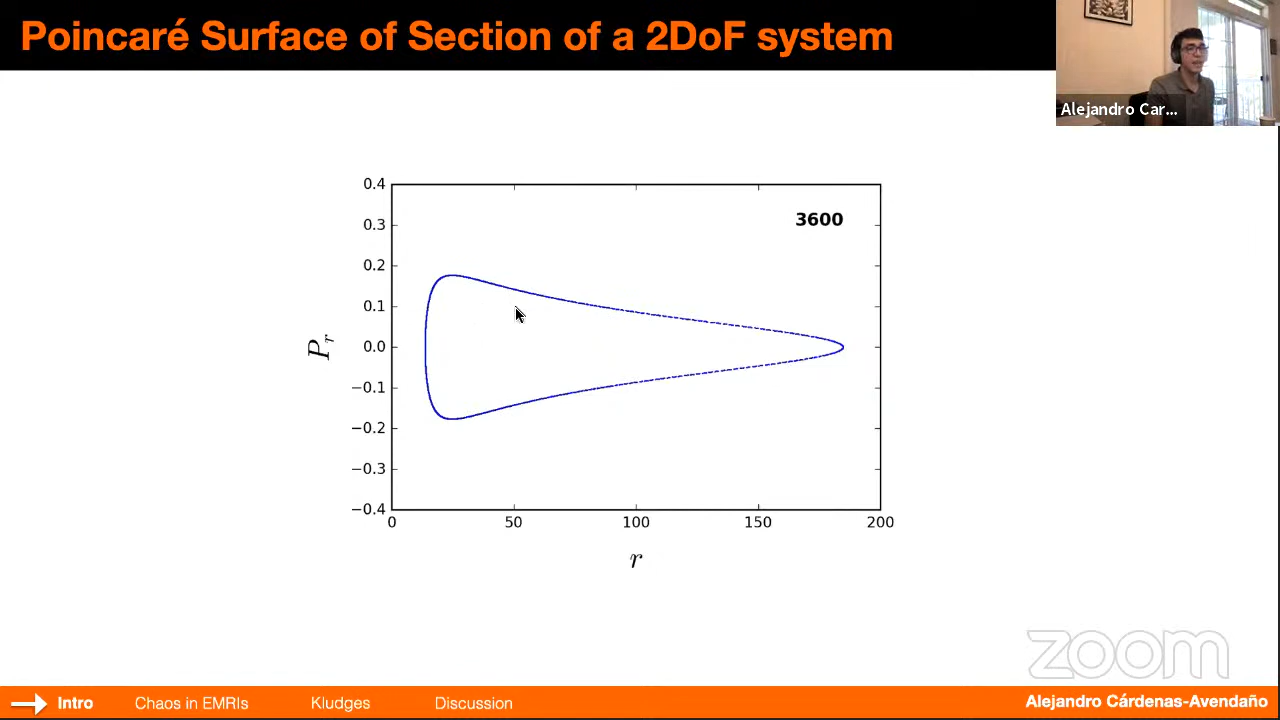 Poincaré Surface of Section of a 2DoF system
Alejandro Car...
3600
0.4
0.3
0.2
0.1
0.0
−0.1
−0.2
−0.3
−0.4
P_r
0 50 100 150 200
r
zoom
Intro Chaos in EMRIs Kludges Discussion Alejandro Cárdenas-Avendaño